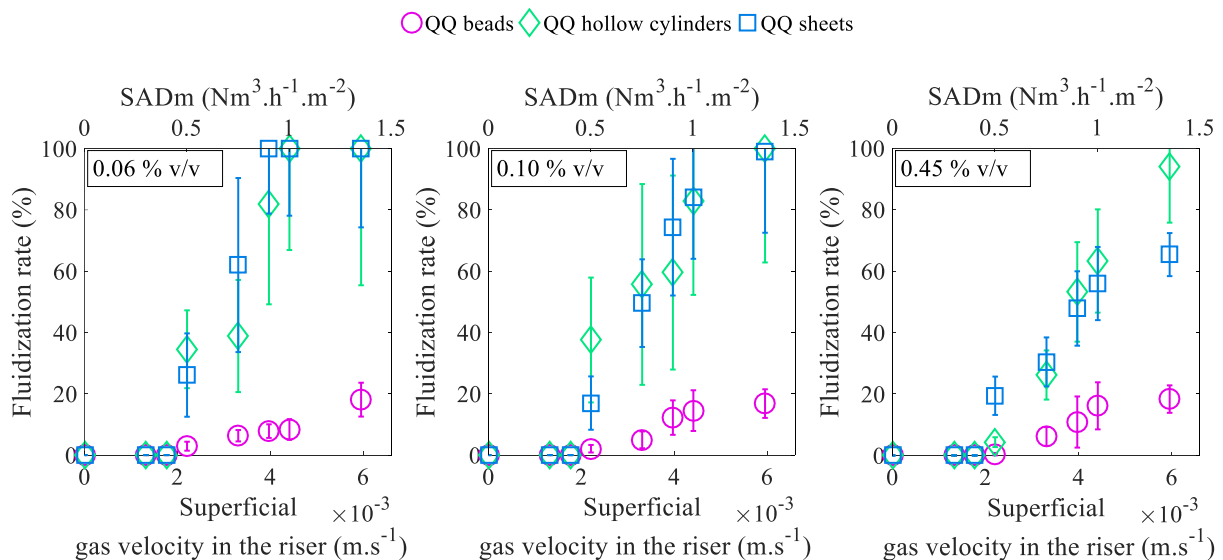 QQ beads QQ hollow cylinders QQ sheets
SADm (Nm³.h⁻¹.m⁻²)
0 0.5 1 1.5
0.06 % v/v
Fluidization rate (%)
100
80
60
40
20
0
0 2 4 6
×10⁻³
Superficial
gas velocity in the riser (m.s⁻¹)
SADm (Nm³.h⁻¹.m⁻²)
0 0.5 1 1.5
0.10 % v/v
Fluidization rate (%)
100
80
60
40
20
0
0 2 4 6
×10⁻³
Superficial
gas velocity in the riser (m.s⁻¹)
SADm (Nm³.h⁻¹.m⁻²)
0 0.5 1 1.5
0.45 % v/v
Fluidization rate (%)
100
80
60
40
20
0
0 2 4 6
×10⁻³
Superficial
gas velocity in the riser (m.s⁻¹)